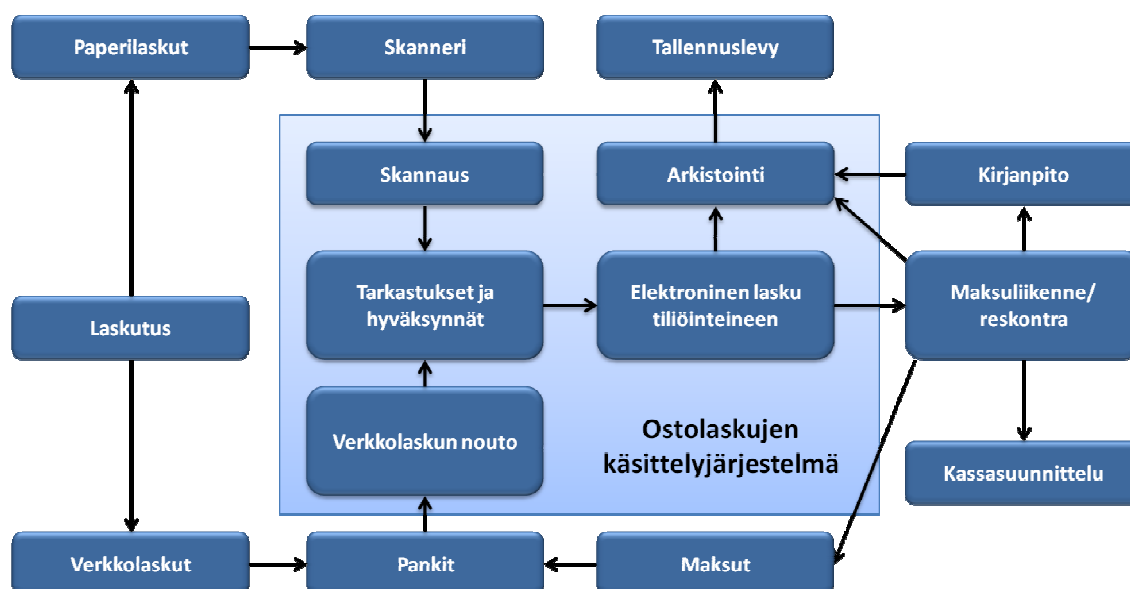 Paperilaskut
Skanneri
Tallennuslevy
Skannaus
Arkistointi
Kirjanpito
Laskutus
Tarkastukset ja
hyväksynnät
Elektroninen lasku
tiliöinteineen
Maksuliikenne/
reskontra
Verkkolaskun nouto
Ostolaskujen
käsittelyjärjestelmä
Kassasuunnittelu
Verkkolaskut
Pankit
Maksut